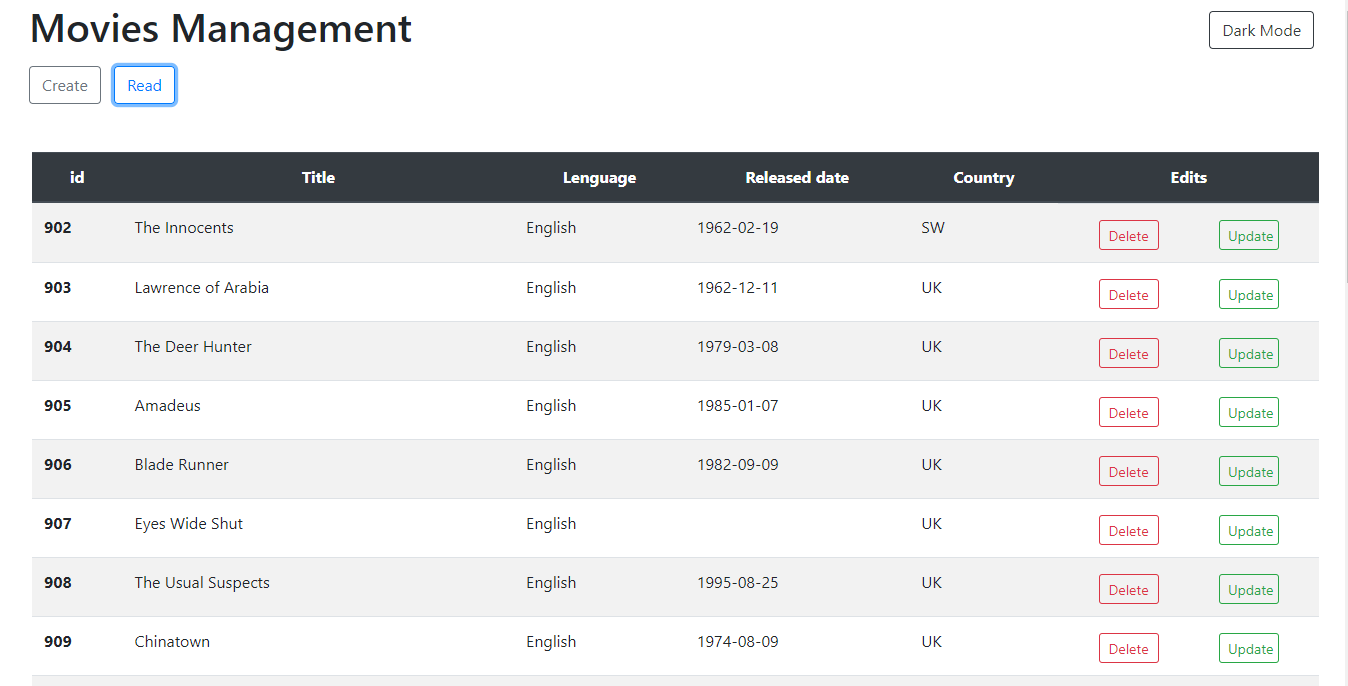 Movies Management
Dark Mode
Create Read
id Title Lenguage Released date Country Edits
902 The Innocents English 1962-02-19 SW Delete Update
903 Lawrence of Arabia English 1962-12-11 UK Delete Update
904 The Deer Hunter English 1979-03-08 UK Delete Update
905 Amadeus English 1985-01-07 UK Delete Update
906 Blade Runner English 1982-09-09 UK Delete Update
907 Eyes Wide Shut English UK Delete Update
908 The Usual Suspects English 1995-08-25 UK Delete Update
909 Chinatown English 1974-08-09 UK Delete Update